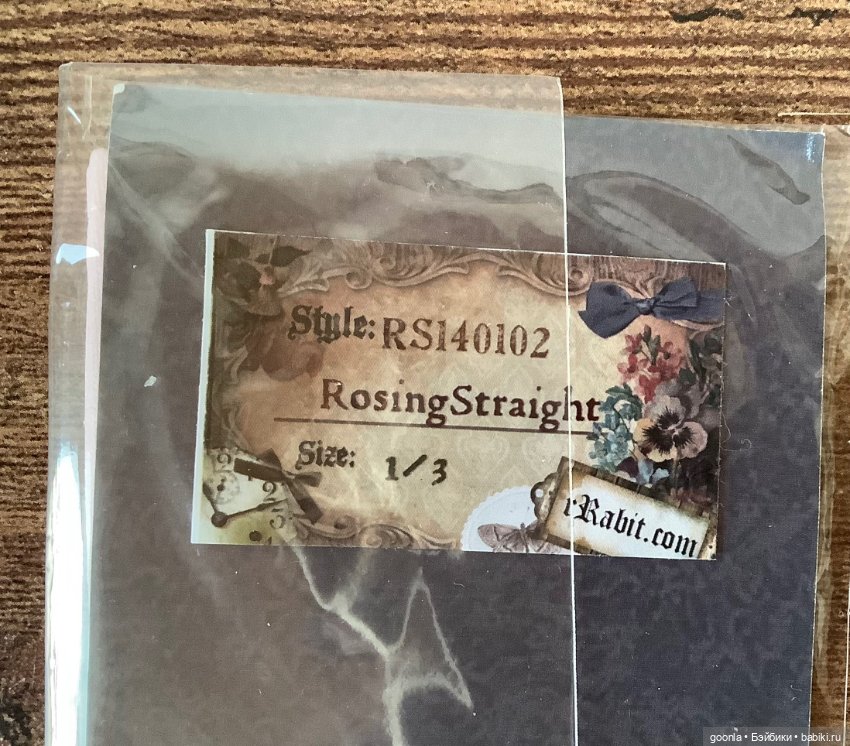 Style: RS140102
RosingStraight
Size: 1/3
rRabit.com
goonla • Бэйбики • babiki.ru